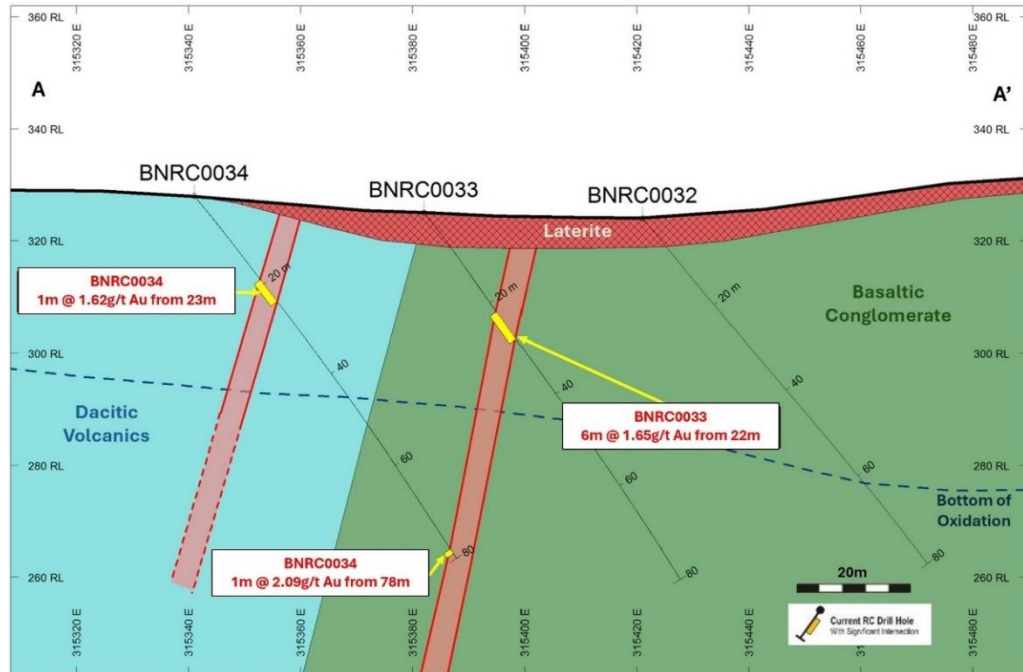 360 RL
315320 E
315340 E
315360 E
315380 E
315400 E
315420 E
315440 E
315460 E
315480 E
360 RL
A
A'
340 RL
340 RL
BNRC0034
BNRC0033
BNRC0032
320 RL
Laterite
320 RL
20 m
20 m
20 m
BNRC0034
1m @ 1.62g/t Au from 23m
Basaltic
Conglomerate
300 RL
300 RL
40
40
40
Dacitic
Volcanics
BNRC0033
6m @ 1.65g/t Au from 22m
280 RL
280 RL
60
60
60
Bottom of
Oxidation
BNRC0034
1m @ 2.09g/t Au from 78m
80
80
80
260 RL
260 RL
20m
Current RC Drill Hole
With Significant Intersection
315320 E
315340 E
315360 E
315380 E
315400 E
315420 E
315440 E
315460 E
315480 E